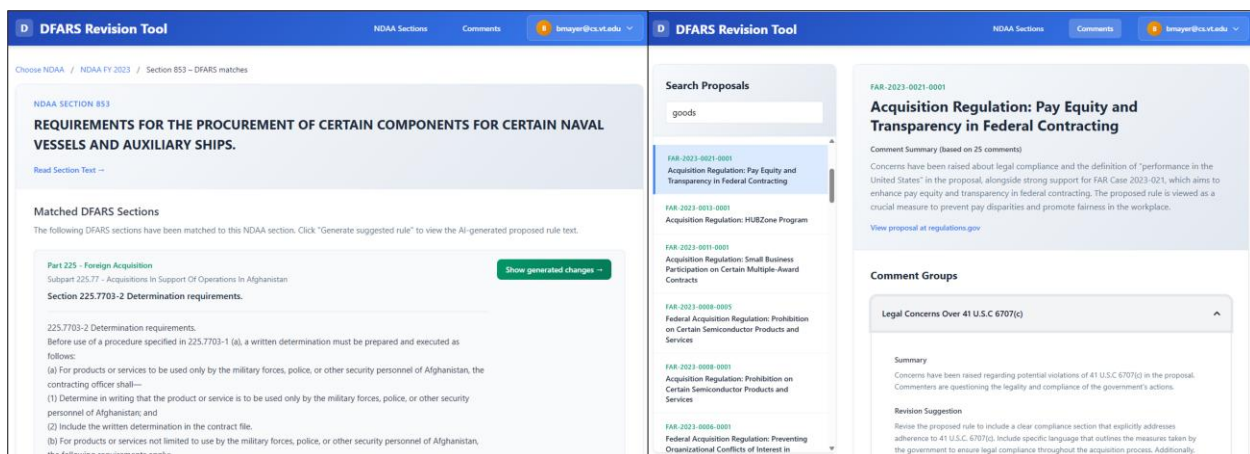 D DFARS Revision Tool
NDAA Sections
Comments
B
bmayer@cs.vt.edu
Choose NDAA / NDAA FY 2023 / Section 853 – DFARS matches
NDAA SECTION 853
REQUIREMENTS FOR THE PROCUREMENT OF CERTAIN COMPONENTS FOR CERTAIN NAVAL
VESSELS AND AUXILIARY SHIPS.
Read Section Text →
Matched DFARS Sections
The following DFARS sections have been matched to this NDAA section. Click "Generate suggested rule" to view the AI-generated proposed rule text.
Part 225 - Foreign Acquisition
Subpart 225.77 - Acquisitions In Support Of Operations In Afghanistan
Section 225.7703-2 Determination requirements.
Show generated changes →
225.7703-2 Determination requirements.
Before use of a procedure specified in 225.7703-1 (a), a written determination must be prepared and executed as
follows:
(a) For products or services to be used only by the military forces, police, or other security personnel of Afghanistan, the
contracting officer shall—
(1) Determine in writing that the product or service is to be used only by the military forces, police, or other security
personnel of Afghanistan; and
(2) Include the written determination in the contract file.
(b) For products or services not limited to use by the military forces, police, or other security personnel of Afghanistan,
D DFARS Revision Tool
NDAA Sections
Comments
B
bmayer@cs.vt.edu
Search Proposals
goods
FAR-2023-0021-0001
Acquisition Regulation: Pay Equity and
Transparency in Federal Contracting
FAR-2023-0013-0001
Acquisition Regulation: HUBZone Program
FAR-2023-0011-0001
Acquisition Regulation: Small Business
Participation on Certain Multiple-Award
Contracts
FAR-2023-0008-0005
Federal Acquisition Regulation: Prohibition
on Certain Semiconductor Products and
Services
FAR-2023-0008-0001
Acquisition Regulation: Prohibition on
Certain Semiconductor Products and
Services
FAR-2023-0006-0001
Federal Acquisition Regulation: Preventing
Organizational Conflicts of Interest in
FAR-2023-0021-0001
Acquisition Regulation: Pay Equity and
Transparency in Federal Contracting
Comment Summary (based on 25 comments)
Concerns have been raised about legal compliance and the definition of "performance in the
United States" in the proposal, alongside strong support for FAR Case 2023-021, which aims to
enhance pay equity and transparency in federal contracting. The proposed rule is viewed as a
crucial measure to prevent pay disparities and promote fairness in the workplace.
View proposal at regulations.gov
Comment Groups
Legal Concerns Over 41 U.S.C 6707(c)
Summary
Concerns have been raised regarding potential violations of 41 U.S.C 6707(c) in the proposal.
Commenters are questioning the legality and compliance of the government's actions.
Revision Suggestion
Revise the proposed rule to include a clear compliance section that explicitly addresses
adherence to 41 U.S.C. 6707(c). Include specific language that outlines the measures taken by
the government to ensure legal compliance throughout the acquisition process. Additionally,